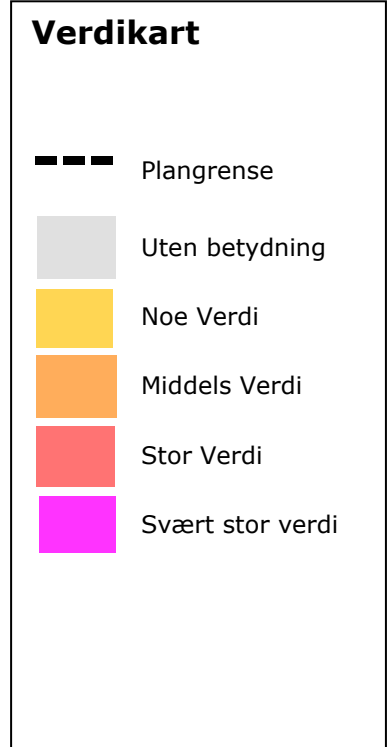 Verdikart
Plangrense
Uten betydning
Noe Verdi
Middels Verdi
Stor Verdi
Svært stor verdi